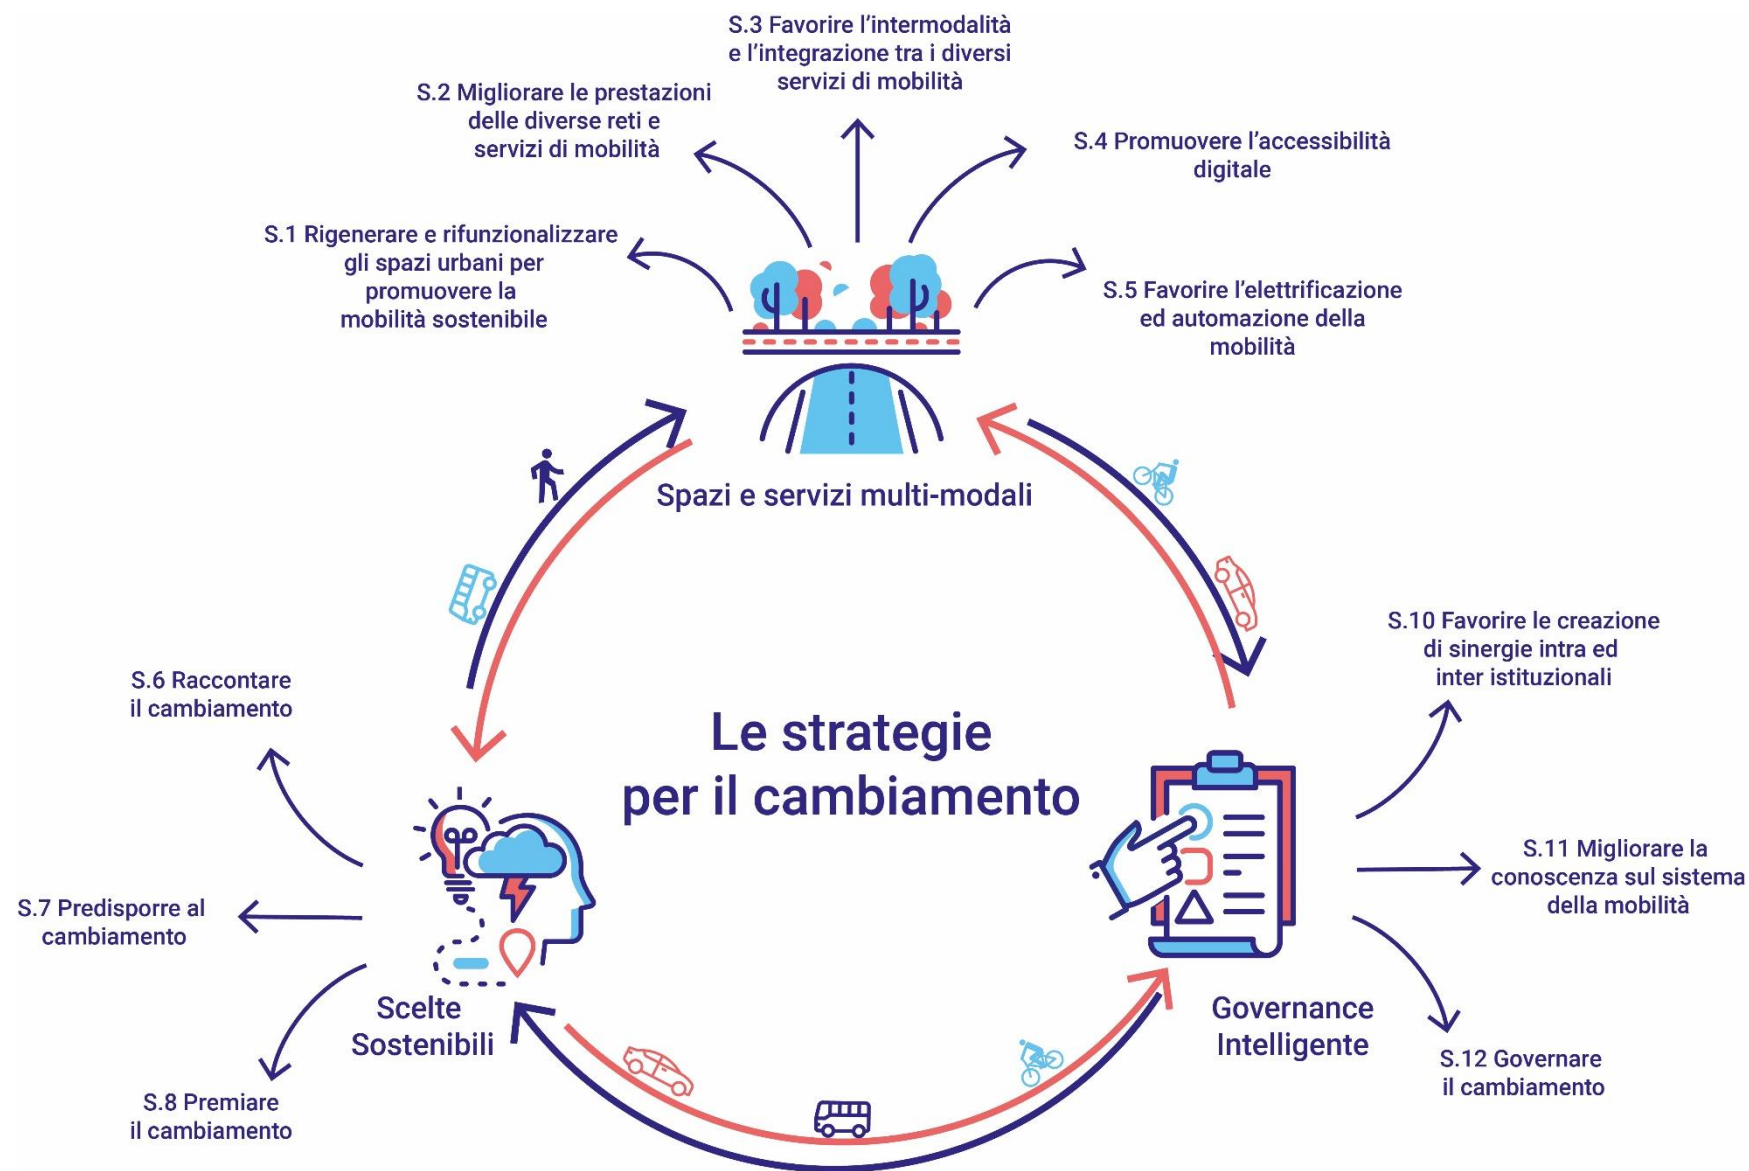 S.3 Favorire l'intermodalità
e l'integrazione tra i diversi
servizi di mobilità
S.2 Migliorare le prestazioni
delle diverse reti e
servizi di mobilità
S.4 Promuovere l'accessibilità
digitale
S.1 Rigenerare e rifunzionalizzare
gli spazi urbani per
promuovere la
mobilità sostenibile
S.5 Favorire l'elettrificazione
ed automazione della
mobilità
Spazi e servizi multi-modali
S.10 Favorire le creazione
di sinergie intra ed
inter istituzionali
S.6 Raccontare
il cambiamento
Le strategie
per il cambiamento
S.11 Migliorare la
conoscenza sul sistema
della mobilità
S.7 Predisporre al
cambiamento
Scelte
Sostenibili
Governance
Intelligente
S.12 Governare
il cambiamento
S.8 Premiare
il cambiamento